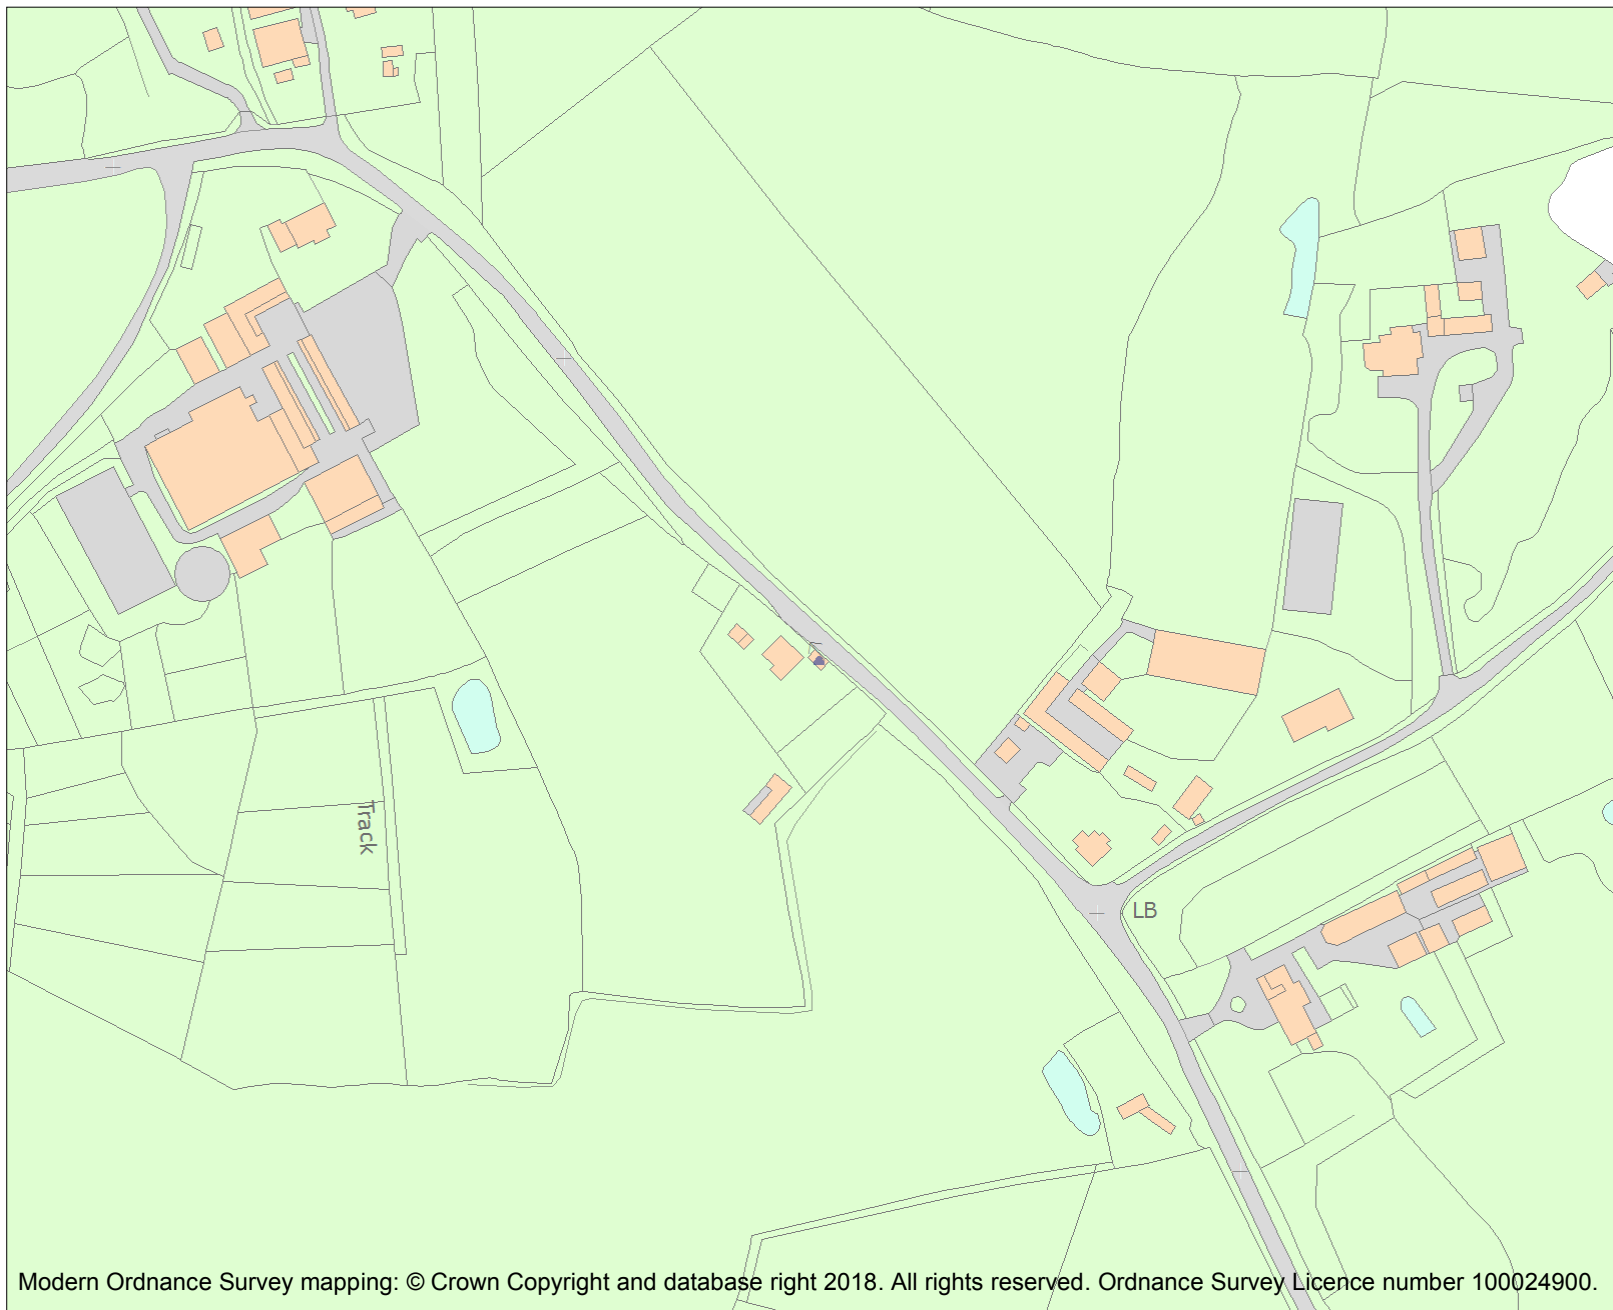 Track
LB
Modern Ordnance Survey mapping: © Crown Copyright and database right 2018. All rights reserved. Ordnance Survey Licence number 100024900.